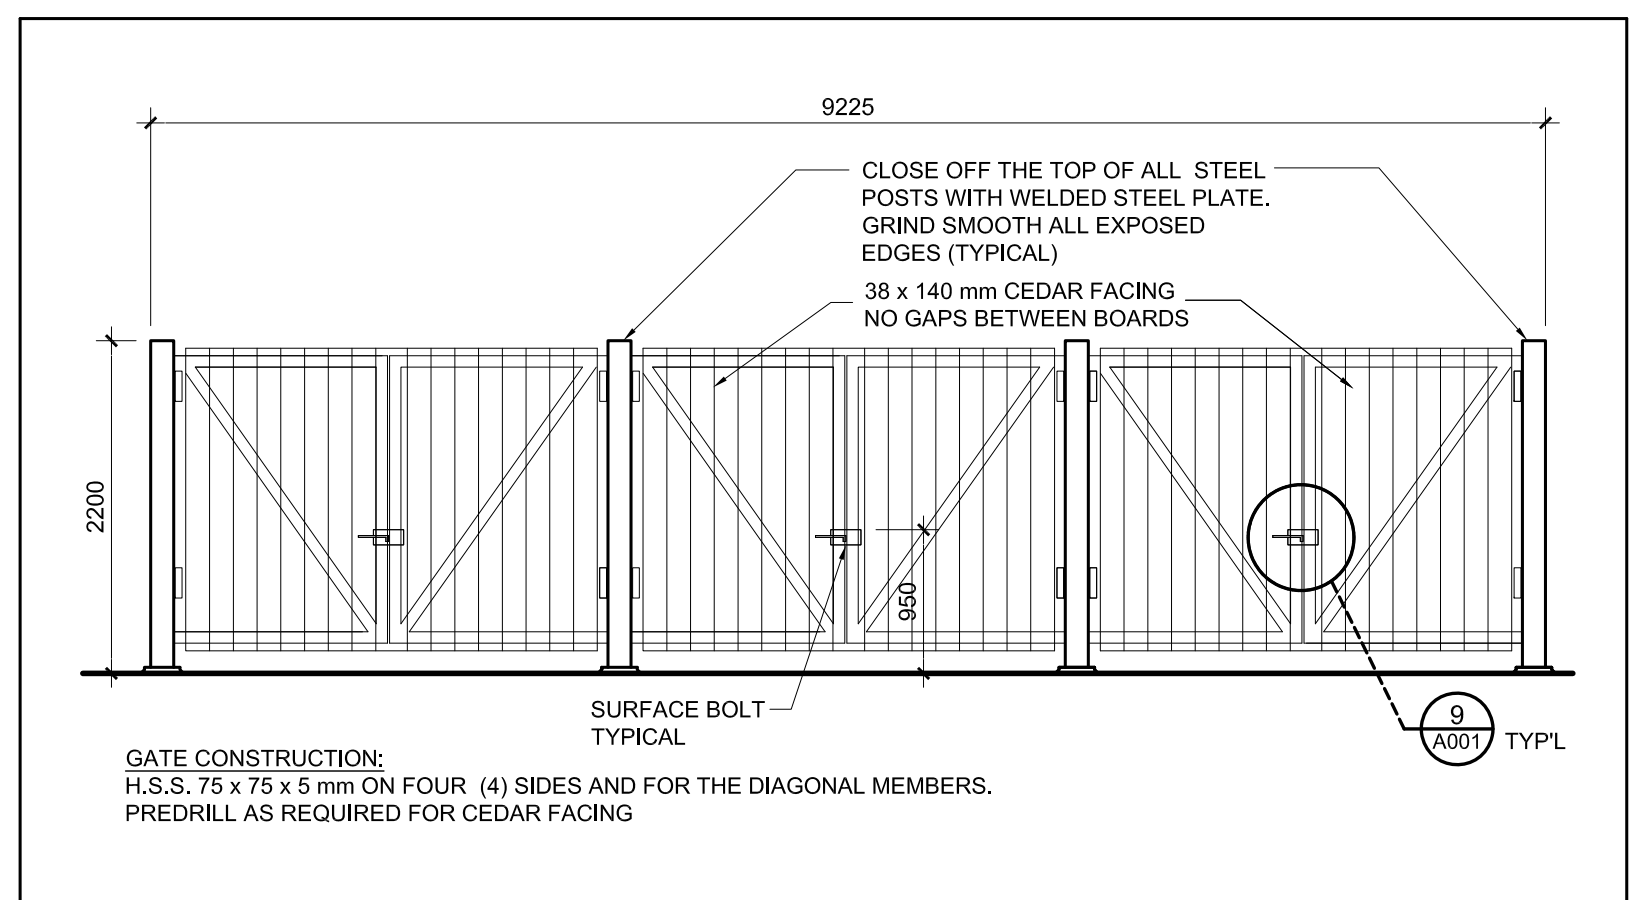 9225
CLOSE OFF THE TOP OF ALL STEEL
POSTS WITH WELDED STEEL PLATE.
GRIND SMOOTH ALL EXPOSED
EDGES (TYPICAL)
38 x 140 mm CEDAR FACING
NO GAPS BETWEEN BOARDS
2200
950
SURFACE BOLT
TYPICAL
9
A001
TYP'L
GATE CONSTRUCTION:
H.S.S. 75 x 75 x 5 mm ON FOUR (4) SIDES AND FOR THE DIAGONAL MEMBERS.
PREDRILL AS REQUIRED FOR CEDAR FACING